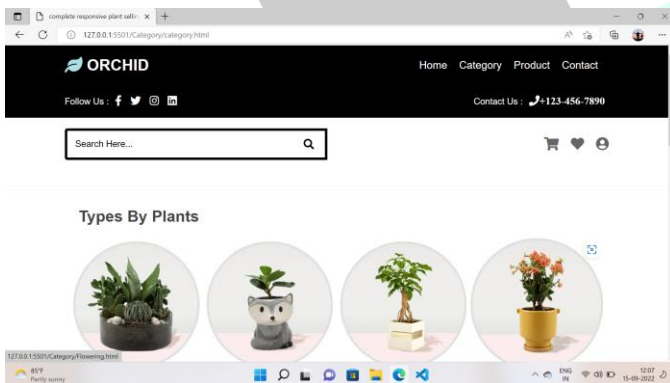 complete responsive plant sellin
127.0.0.1:5501/Category/category.html
ORCHID
Home Category Product Contact
Follow Us :
Contact Us : +123-456-7890
Search Here...
Types By Plants
127.0.0.1:5501/Category/Flowering.html
85°F
Partly sunny
ENG
IN
12:07
15-09-2022